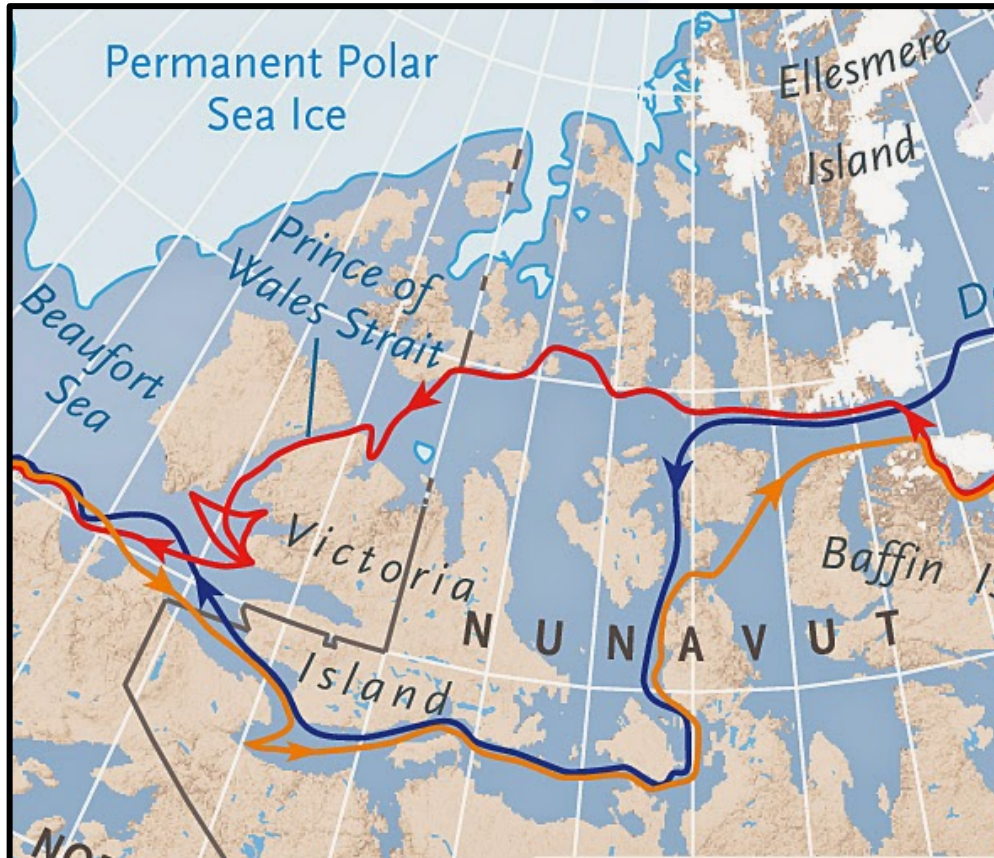 Permanent Polar
Sea Ice
Ellesmere
Island
Prince of
Wales Strait
Beaufort
Sea
Victoria
Island
NUNAVUT
Baffin